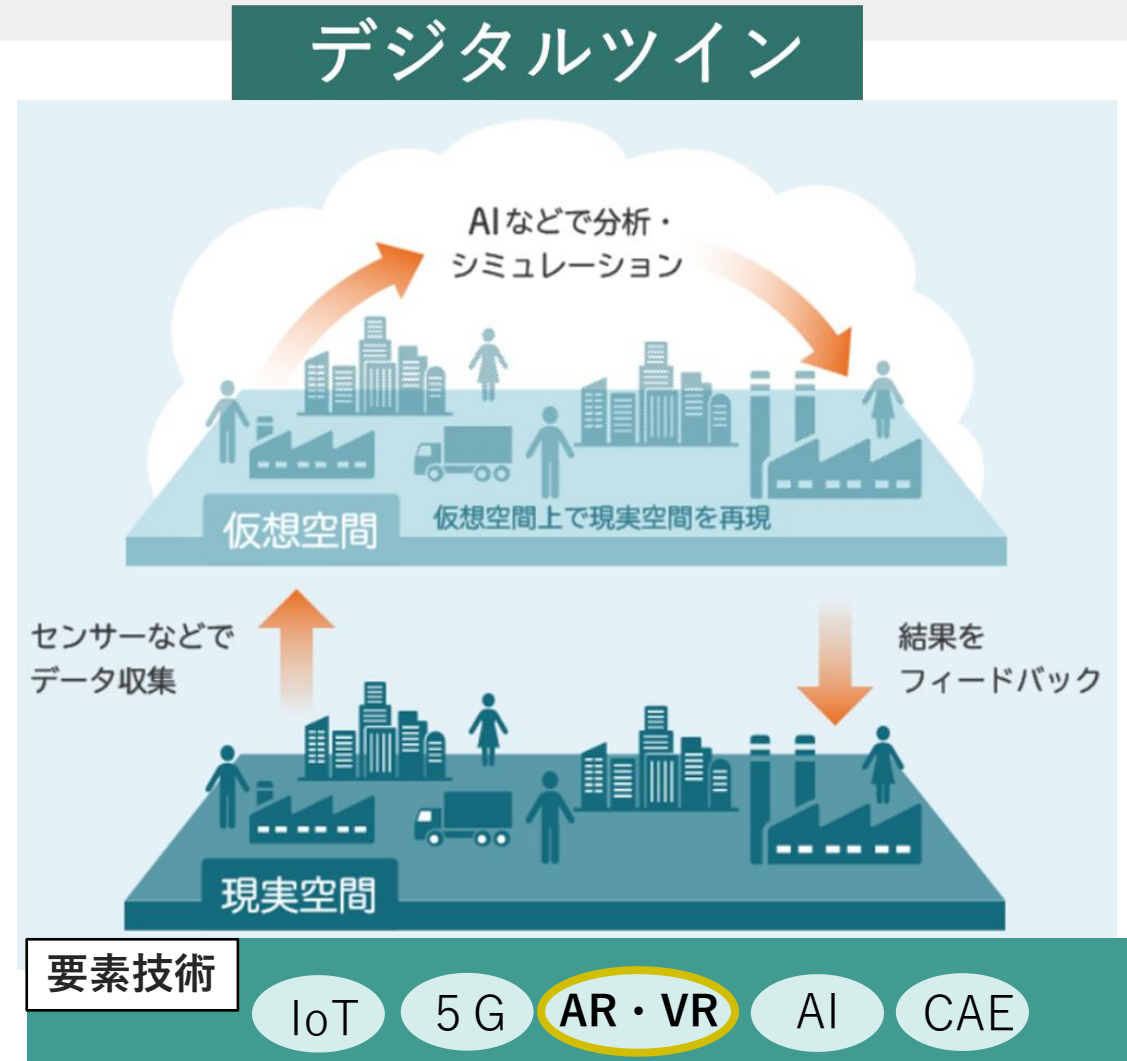 デジタルツイン
AIなどで分析・
シミュレーション
仮想空間
仮想空間上で現実空間を再現
センサーなどで
データ収集
結果を
フィードバック
現実空間
要素技術
IoT
5G
AR・VR
AI
CAE